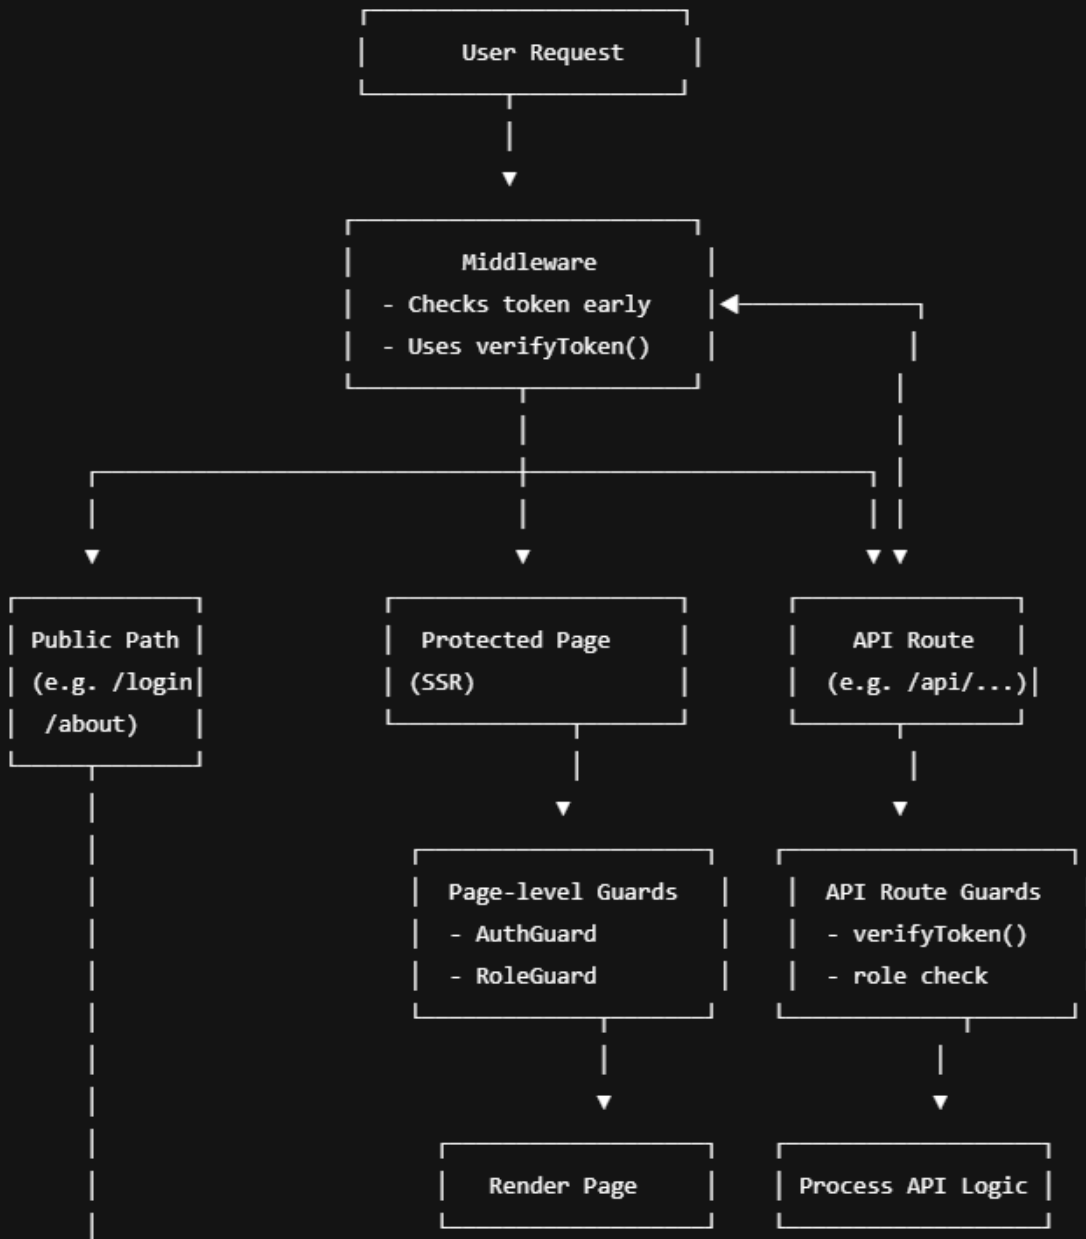 User Request
Middleware
- Checks token early
- Uses verifyToken()
Public Path
(e.g. /login
/about)
Protected Page
(SSR)
API Route
(e.g. /api/...)
Page-level Guards
- AuthGuard
- RoleGuard
API Route Guards
- verifyToken()
- role check
Render Page
Process API Logic